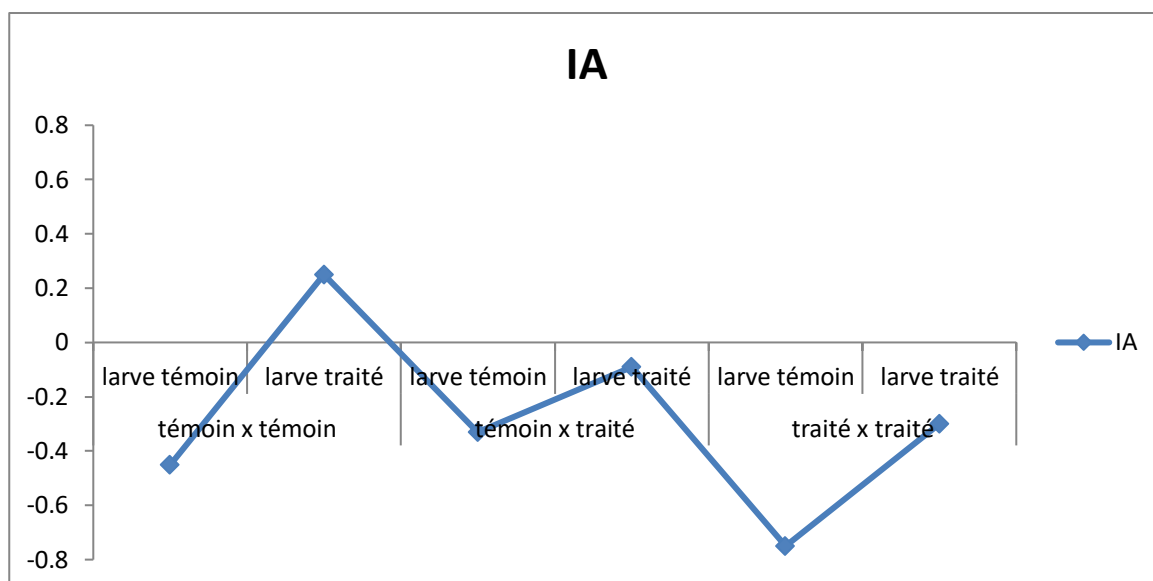 IA
0.8
0.6
0.4
0.2
0
-0.2
-0.4
-0.6
-0.8
larve témoin larve traité larve témoin larve traité larve témoin larve traité
témoin x témoin témoin x traité traité x traité
IA